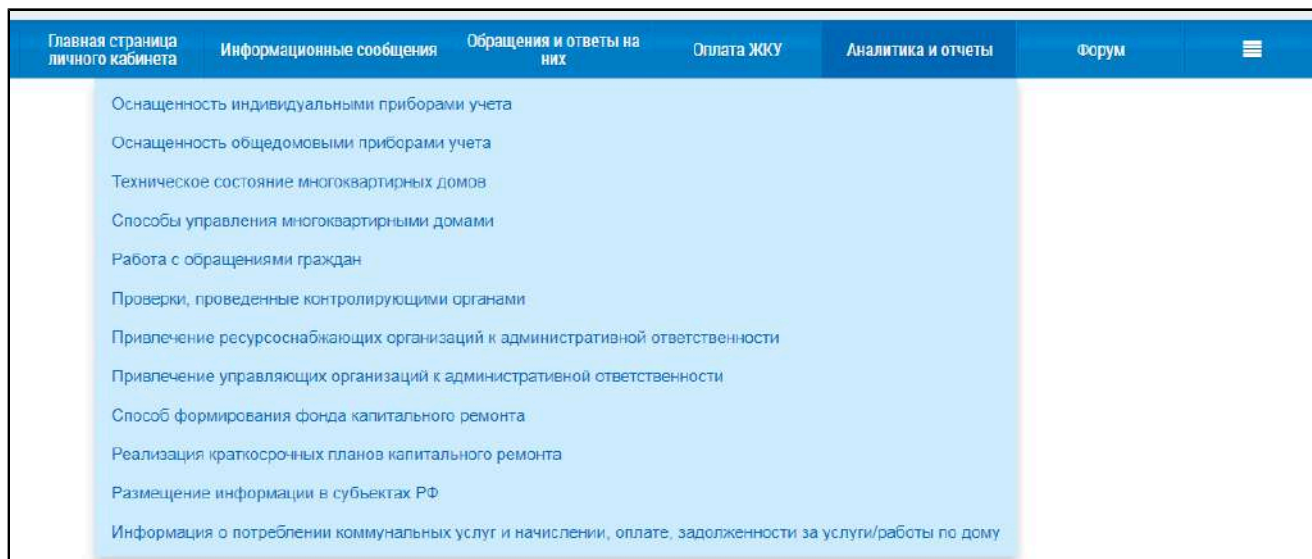 Главная страница
личного кабинета
Информационные сообщения
Обращения и ответы на
них
Оплата ЖКУ
Аналитика и отчеты
Форум
Оснащенность индивидуальными приборами учета
Оснащенность общедомовыми приборами учета
Техническое состояние многоквартирных домов
Способы управления многоквартирными домами
Работа с обращениями граждан
Проверки, проведенные контролирующими органами
Привлечение ресурсоснабжающих организаций к административной ответственности
Привлечение управляющих организаций к административной ответственности
Способ формирования фонда капитального ремонта
Реализация краткосрочных планов капитального ремонта
Размещение информации в субъектах РФ
Информация о потреблении коммунальных услуг и начислении, оплате, задолженности за услуги/работы по дому